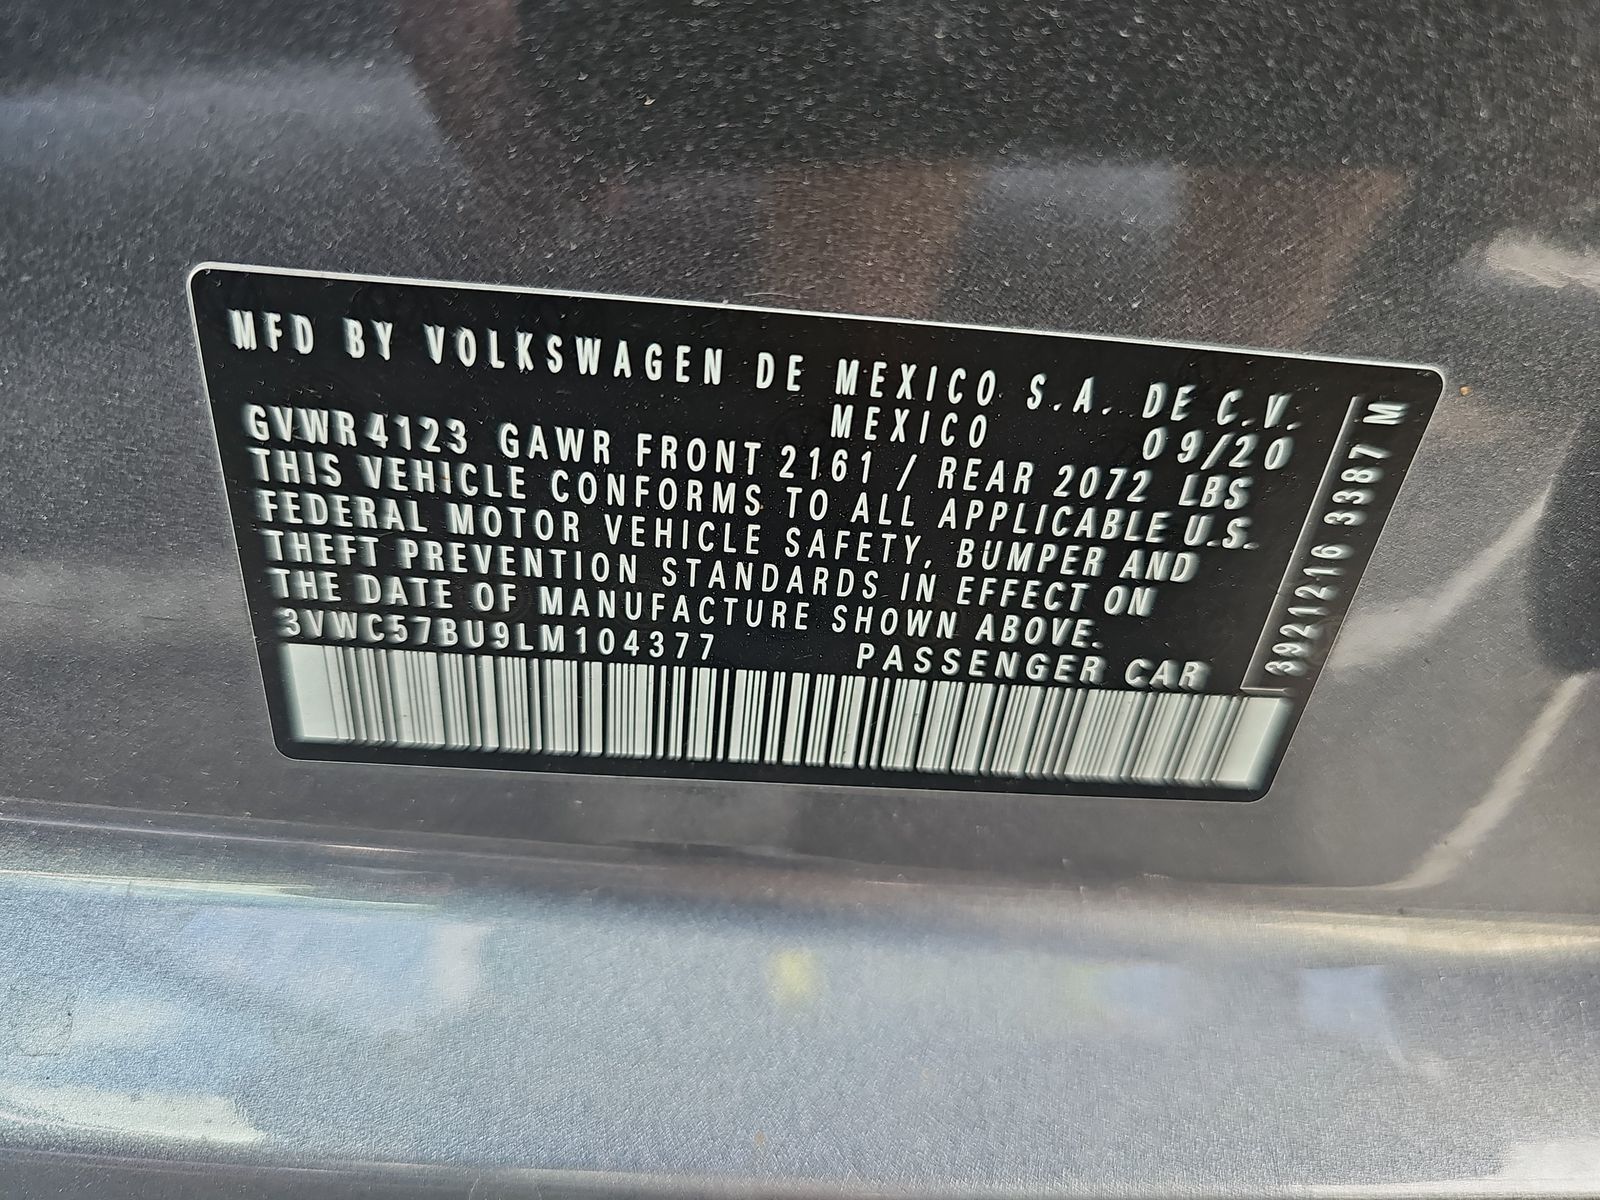 MFD BY VOLKSWAGEN DE MEXICO S.A. DE C.V.
MEXICO 09/20
GVWR 4123 GAWR FRONT 2161 / REAR 2072 LBS
THIS VEHICLE CONFORMS TO ALL APPLICABLE U.S.
FEDERAL MOTOR VEHICLE SAFETY, BUMPER AND
THEFT PREVENTION STANDARDS IN EFFECT ON
THE DATE OF MANUFACTURE SHOWN ABOVE.
3VWC57BU9LM104377 PASSENGER CAR
3921216 3387 M